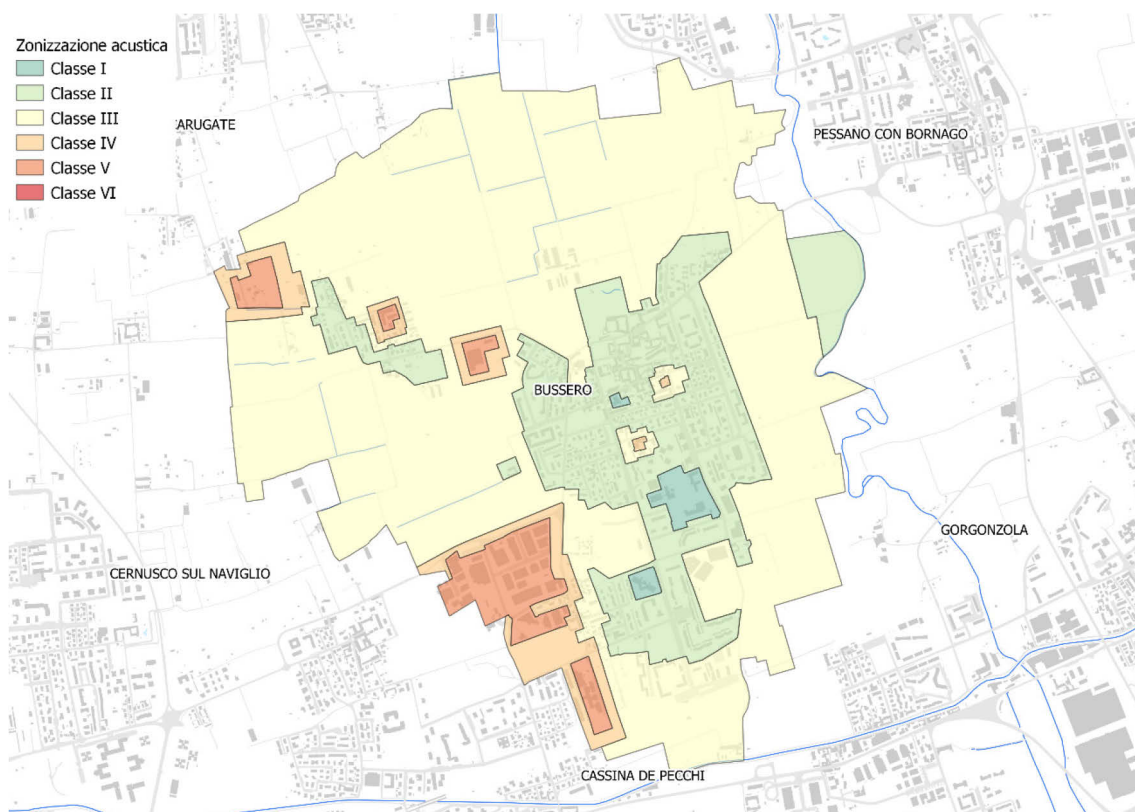 Zonizzazione acustica
Classe I
Classe II
Classe III
Classe IV
Classe V
Classe VI
ARUGATE
PESSANO CON BORNAGO
BUSSERO
GORGONZOLA
CERNUSCO SUL NAVIGLIO
CASSINA DE PECCHI